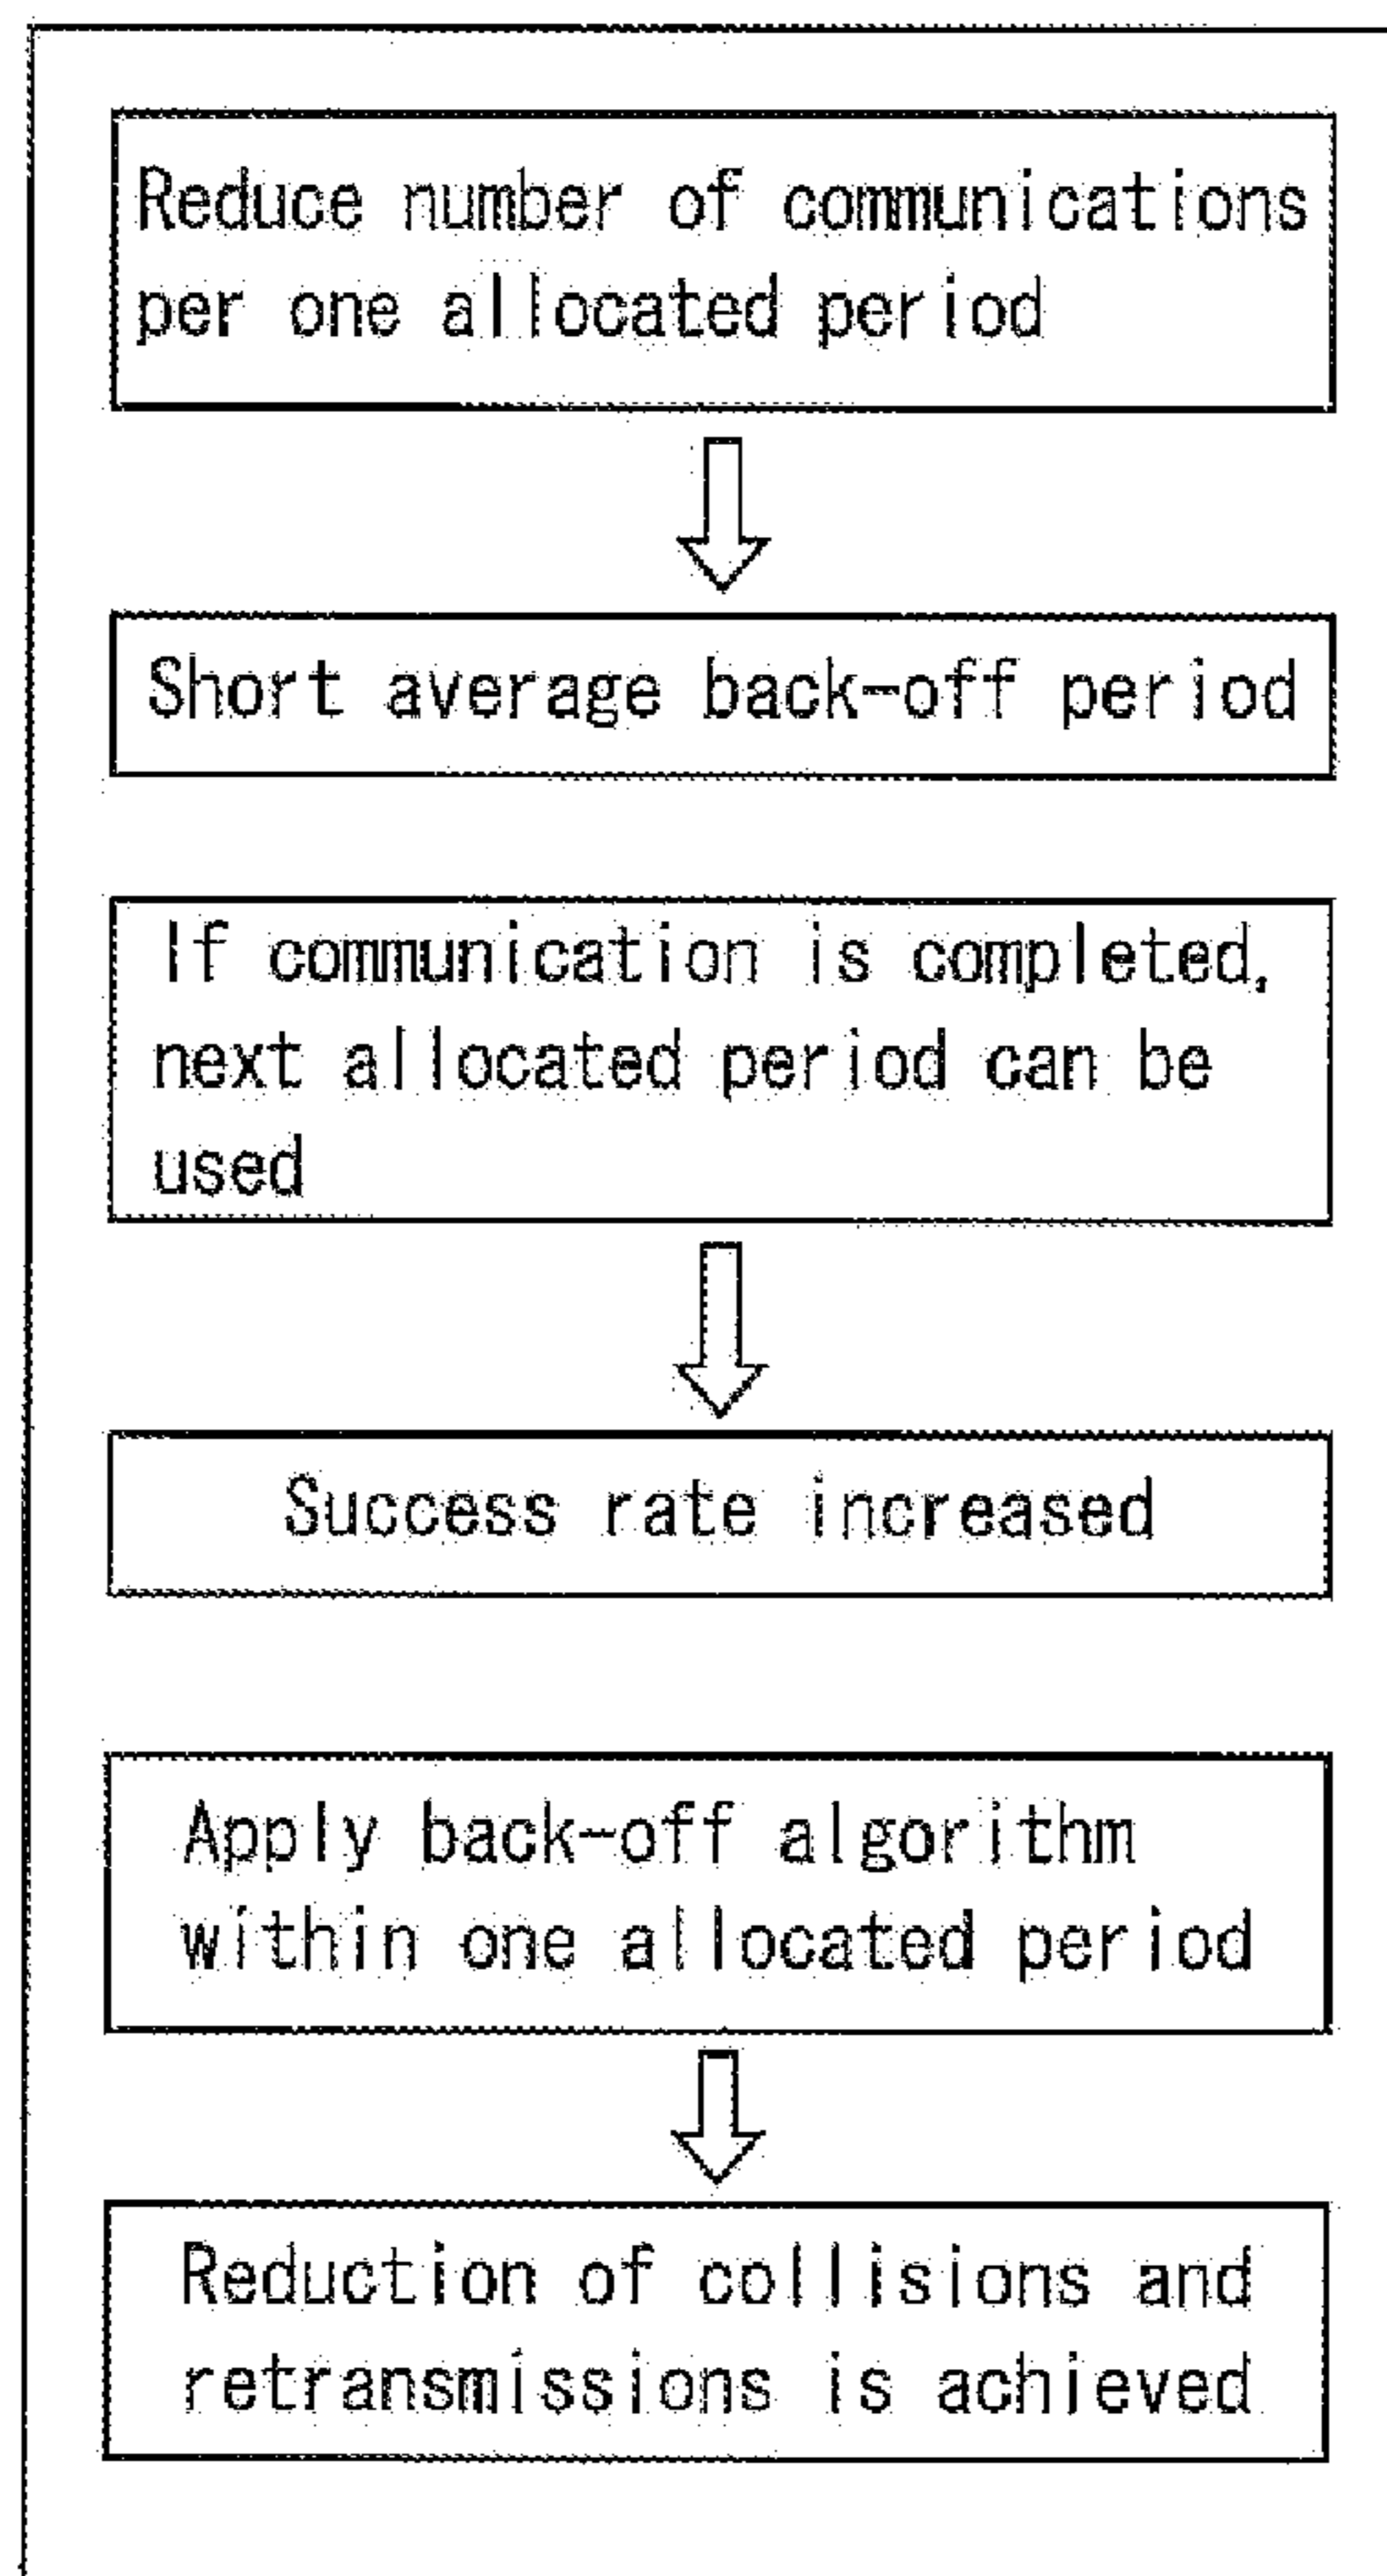 Reduce number of communications
per one allocated period
Short average back-off period
If communication is completed,
next allocated period can be
used
Success rate increased
Apply back-off algorithm
within one allocated period
Reduction of collisions and
retransmissions is achieved